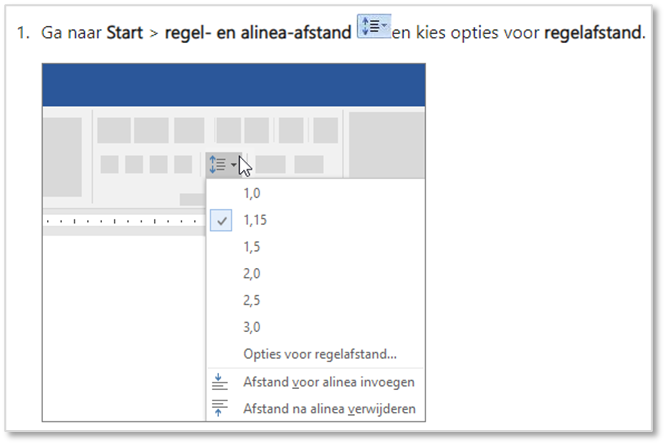 1. Ga naar Start > regel- en alinea-afstand en kies opties voor regelafstand.
1,0
1,15
1,5
2,0
2,5
3,0
Opties voor regelafstand...
Afstand voor alinea invoegen
Afstand na alinea verwijderen